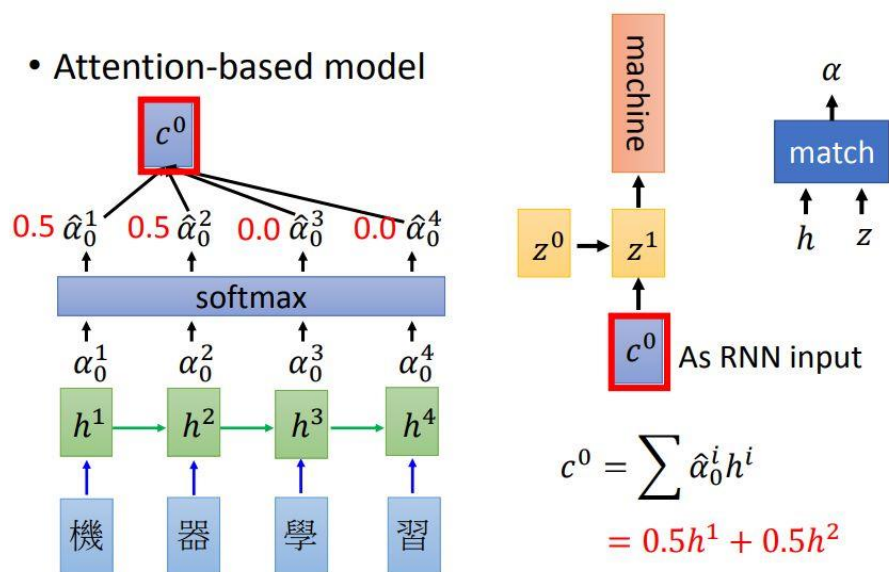 • Attention-based model
c⁰
0.5 α̂₀¹ 0.5 α̂₀² 0.0 α̂₀³ 0.0 α̂₀⁴
softmax
α₀¹ α₀² α₀³ α₀⁴
h¹ h² h³ h⁴
機 器 學 習
machine
z⁰ z¹
c⁰ As RNN input
α
match
h z
c⁰ = ∑ α̂₀ⁱhⁱ
= 0.5h¹ + 0.5h²